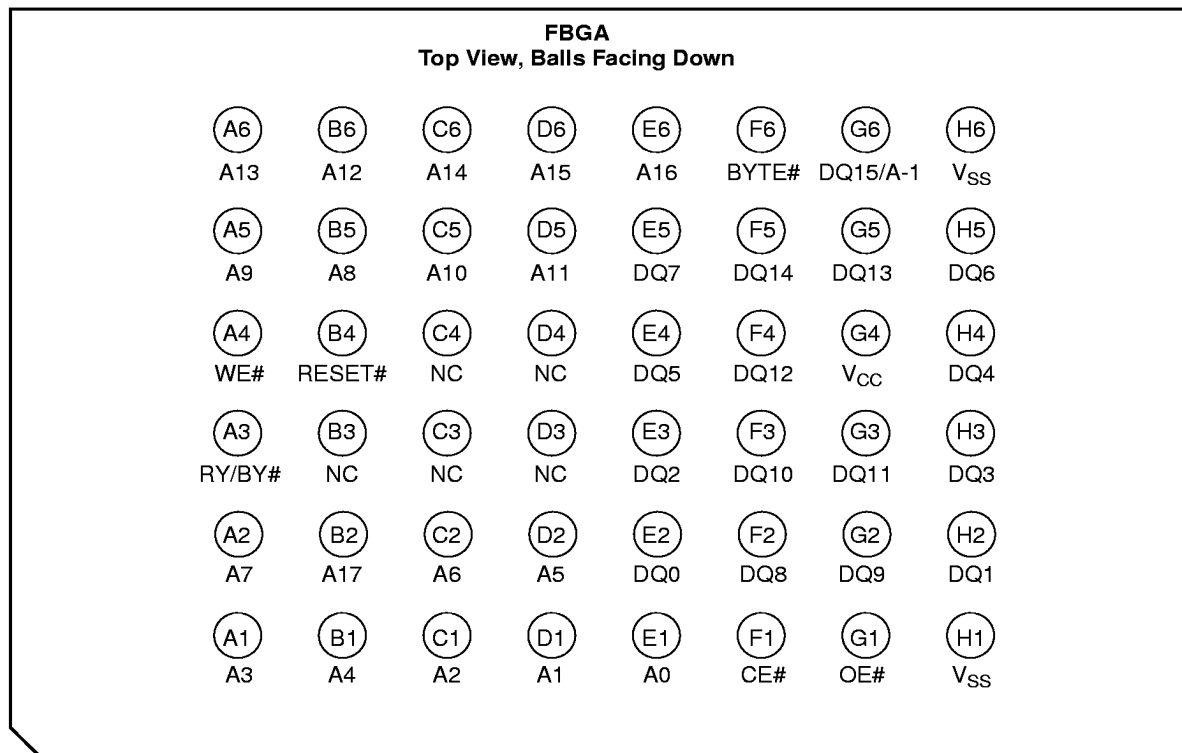 FBGA
Top View, Balls Facing Down
A6 B6 C6 D6 E6 F6 G6 H6
A13 A12 A14 A15 A16 BYTE# DQ15/A-1 VSS
A5 B5 C5 D5 E5 F5 G5 H5
A9 A8 A10 A11 DQ7 DQ14 DQ13 DQ6
A4 B4 C4 D4 E4 F4 G4 H4
WE# RESET# NC NC DQ5 DQ12 VCC DQ4
A3 B3 C3 D3 E3 F3 G3 H3
RY/BY# NC NC NC DQ2 DQ10 DQ11 DQ3
A2 B2 C2 D2 E2 F2 G2 H2
A7 A17 A6 A5 DQ0 DQ8 DQ9 DQ1
A1 B1 C1 D1 E1 F1 G1 H1
A3 A4 A2 A1 A0 CE# OE# VSS